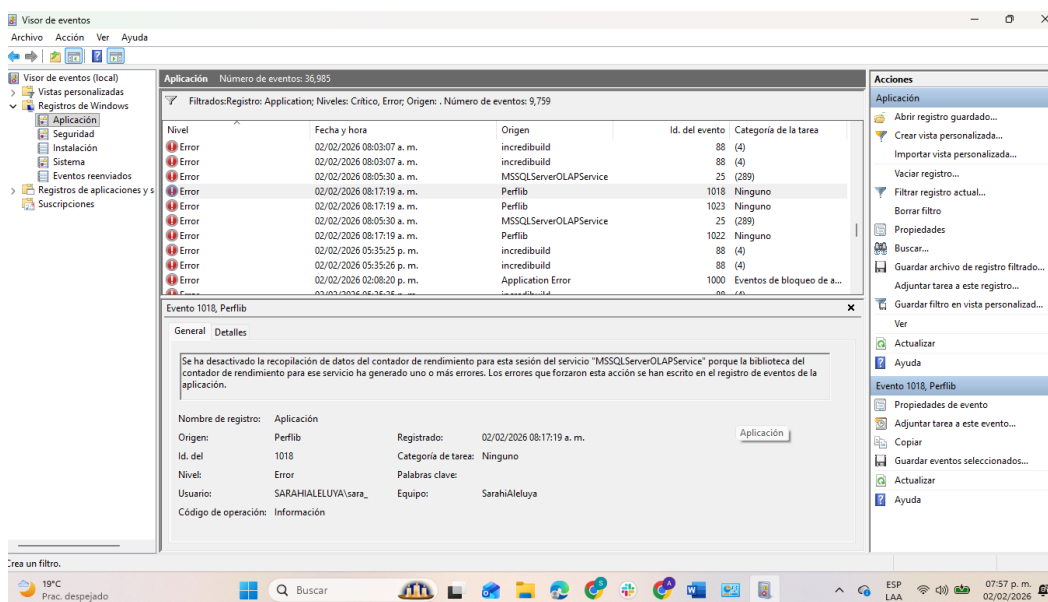 Visor de eventos
Archivo Acción Ver Ayuda
Visor de eventos (local)
Vistas personalizadas
Registros de Windows
Aplicación
Seguridad
Instalación
Sistema
Eventos reenviados
Registros de aplicaciones y s
Suscripciones
Aplicación Número de eventos: 36,985
Filtrados:Registro: Application; Niveles: Crítico, Error; Origen: . Número de eventos: 9,759
Nivel Fecha y hora Origen Id. del evento Categoría de la tarea
Error 02/02/2026 08:03:07 a. m. incredibuild 88 (4)
Error 02/02/2026 08:03:07 a. m. incredibuild 88 (4)
Error 02/02/2026 08:05:30 a. m. MSSQLServerOLAPService 25 (289)
Error 02/02/2026 08:17:19 a. m. Perflib 1018 Ninguno
Error 02/02/2026 08:17:19 a. m. Perflib 1023 Ninguno
Error 02/02/2026 08:05:30 a. m. MSSQLServerOLAPService 25 (289)
Error 02/02/2026 08:17:19 a. m. Perflib 1022 Ninguno
Error 02/02/2026 05:35:25 p. m. incredibuild 88 (4)
Error 02/02/2026 05:35:26 p. m. incredibuild 88 (4)
Error 02/02/2026 02:08:20 p. m. Application Error 1000 Eventos de bloqueo de a...
Evento 1018, Perflib
General Detalles
Se ha desactivado la recopilación de datos del contador de rendimiento para esta sesión del servicio "MSSQLServerOLAPService" porque la biblioteca del
contador de rendimiento para ese servicio ha generado uno o más errores. Los errores que forzaron esta acción se han escrito en el registro de eventos de la
aplicación.
Nombre de registro: Aplicación
Origen: Perflib Registrado: 02/02/2026 08:17:19 a. m.
Id. del 1018 Categoría de tarea: Ninguno
Nivel: Error Palabras clave:
Usuario: SARAHIALELUYA\sara_ Equipo: SarahiAleluya
Código de operación: Información
Aplicación
Acciones
Aplicación
Abrir registro guardado...
Crear vista personalizada...
Importar vista personalizada...
Vaciar registro...
Filtrar registro actual...
Borrar filtro
Propiedades
Buscar...
Guardar archivo de registro filtrado...
Adjuntar tarea a este registro...
Guardar filtro en vista personalizad...
Ver
Actualizar
Ayuda
Evento 1018, Perflib
Propiedades de evento
Adjuntar tarea a este evento...
Copiar
Guardar eventos seleccionados...
Actualizar
Ayuda
Crea un filtro.
19°C
Prac. despejado
Buscar
ESP
LAA
07:57 p. m.
02/02/2026